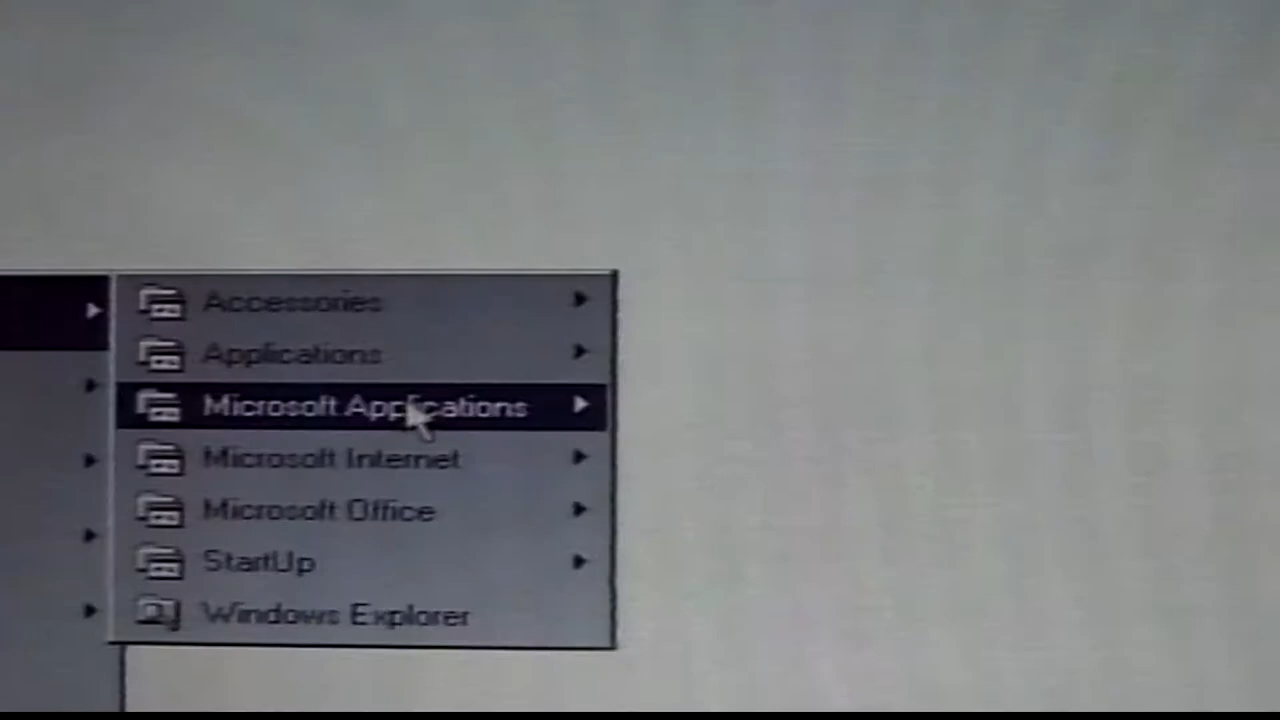 Accessories
Applications
Microsoft Applications
Microsoft Internet
Microsoft Office
StartUp
Windows Explorer